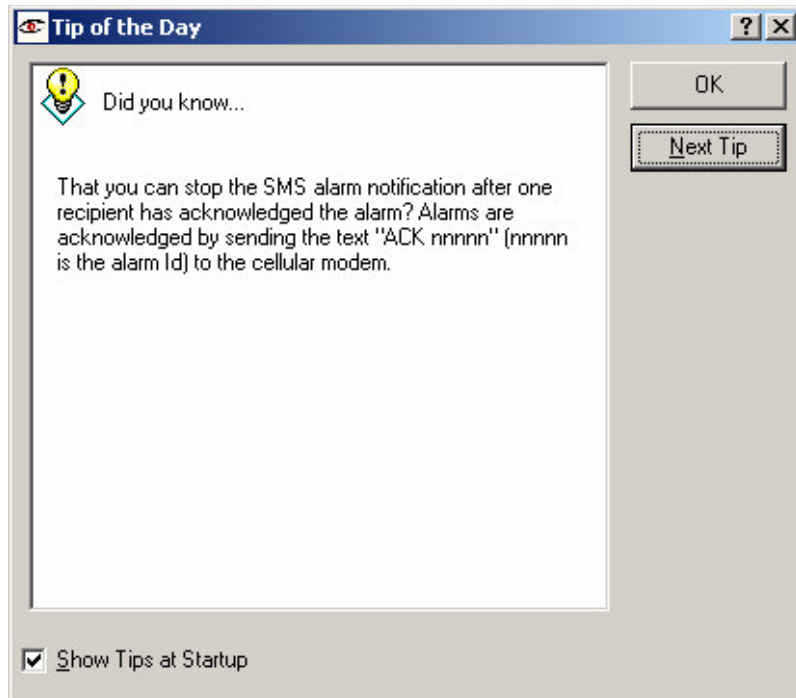 Tip of the Day
Did you know...
That you can stop the SMS alarm notification after one
recipient has acknowledged the alarm? Alarms are
acknowledged by sending the text "ACK nnnnn" (nnnnn
is the alarm Id) to the cellular modem.
OK
Next Tip
Show Tips at Startup